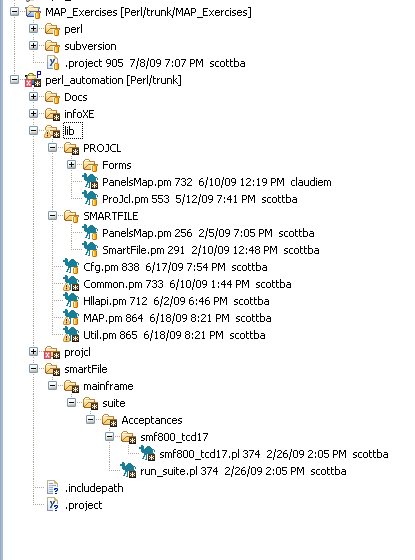 MAP_Exercises [Perl/trunk/MAP_Exercises]
perl
subversion
.project 905 7/8/09 7:07 PM scottba
perl_automation [Perl/trunk]
Docs
infoXE
lib
PROJCL
Forms
PanelsMap.pm 732 6/10/09 12:19 PM claudiem
ProJcl.pm 553 5/12/09 7:41 PM scottba
SMARTFILE
PanelsMap.pm 256 2/5/09 7:05 PM scottba
SmartFile.pm 291 2/10/09 12:48 PM scottba
Cfg.pm 838 6/17/09 7:54 PM scottba
Common.pm 733 6/10/09 1:44 PM scottba
Hllapi.pm 712 6/2/09 6:46 PM scottba
MAP.pm 864 6/18/09 8:21 PM scottba
Util.pm 865 6/18/09 8:21 PM scottba
projcl
smartFile
mainframe
suite
Acceptances
smf800_tcd17
smf800_tcd17.pl 374 2/26/09 2:05 PM scottba
run_suite.pl 374 2/26/09 2:05 PM scottba
.includepath
.project